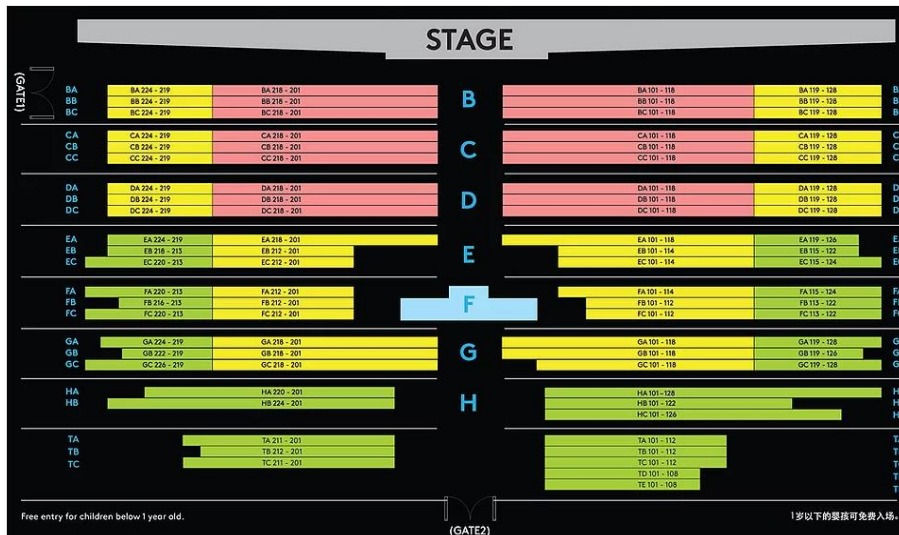 STAGE
(GATE1)
BA BA 224 - 219 BA 218 - 201 BA 101 - 118 BA 119 - 128
BB BB 224 - 219 BB 218 - 201 B BB 101 - 118 BB 119 - 128
BC BC 224 - 219 BC 218 - 201 BC 101 - 118 BC 119 - 128
CA CA 224 - 219 CA 218 - 201 CA 101 - 118 CA 119 - 128
CB CB 224 - 219 CB 218 - 201 C CB 101 - 118 CB 119 - 128
CC CC 224 - 219 CC 218 - 201 CC 101 - 118 CC 119 - 128
DA DA 224 - 219 DA 218 - 201 DA 101 - 118 DA 119 - 128
DB DB 224 - 219 DB 218 - 201 D DB 101 - 118 DB 119 - 128
DC DC 224 - 219 DC 218 - 201 DC 101 - 118 DC 119 - 128
EA EA 224 - 219 EA 218 - 201 EA 101 - 118 EA 119 - 126
EB EB 218 - 213 EB 212 - 201 E EB 101 - 114 EB 115 - 122
EC EC 220 - 213 EC 212 - 201 EC 101 - 114 EC 115 - 124
FA FA 220 - 213 FA 212 - 201 FA 101 - 114 FA 115 - 124
FB FB 216 - 213 FB 212 - 201 F FB 101 - 112 FB 113 - 122
FC FC 220 - 213 FC 212 - 201 FC 101 - 112 FC 113 - 122
GA GA 224 - 219 GA 218 - 201 GA 101 - 118 GA 119 - 128
GB GB 222 - 219 GB 218 - 201 G GB 101 - 118 GB 119 - 126
GC GC 226 - 219 GC 218 - 201 GC 101 - 118 GC 119 - 128
HA HA 220 - 201 HA 101 - 128
HB HB 224 - 201 H HB 101 - 122
HC 101 - 126
TA TA 211 - 201 TA 101 - 112
TB TB 212 - 201 TB 101 - 112
TC TC 211 - 201 TC 101 - 112
TD 101 - 108
TE 101 - 108
Free entry for children below 1 year old.
(GATE2)
1岁以下的婴孩可免费入场。